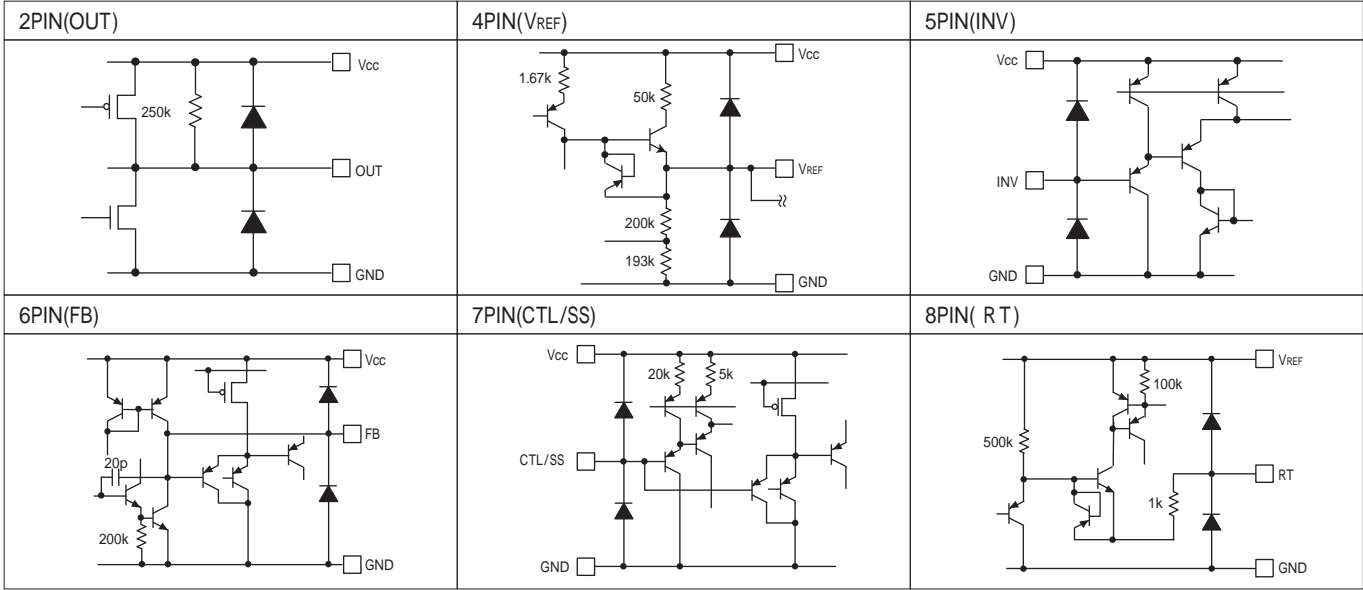 2PIN(OUT)
Vcc
250k
OUT
GND
4PIN(VREF)
Vcc
1.67k
50k
VREF
200k
193k
GND
5PIN(INV)
Vcc
INV
GND
6PIN(FB)
Vcc
FB
20p
200k
GND
7PIN(CTL/SS)
Vcc
20k
5k
CTL/SS
GND
8PIN( RT)
VREF
100k
500k
RT
1k
GND